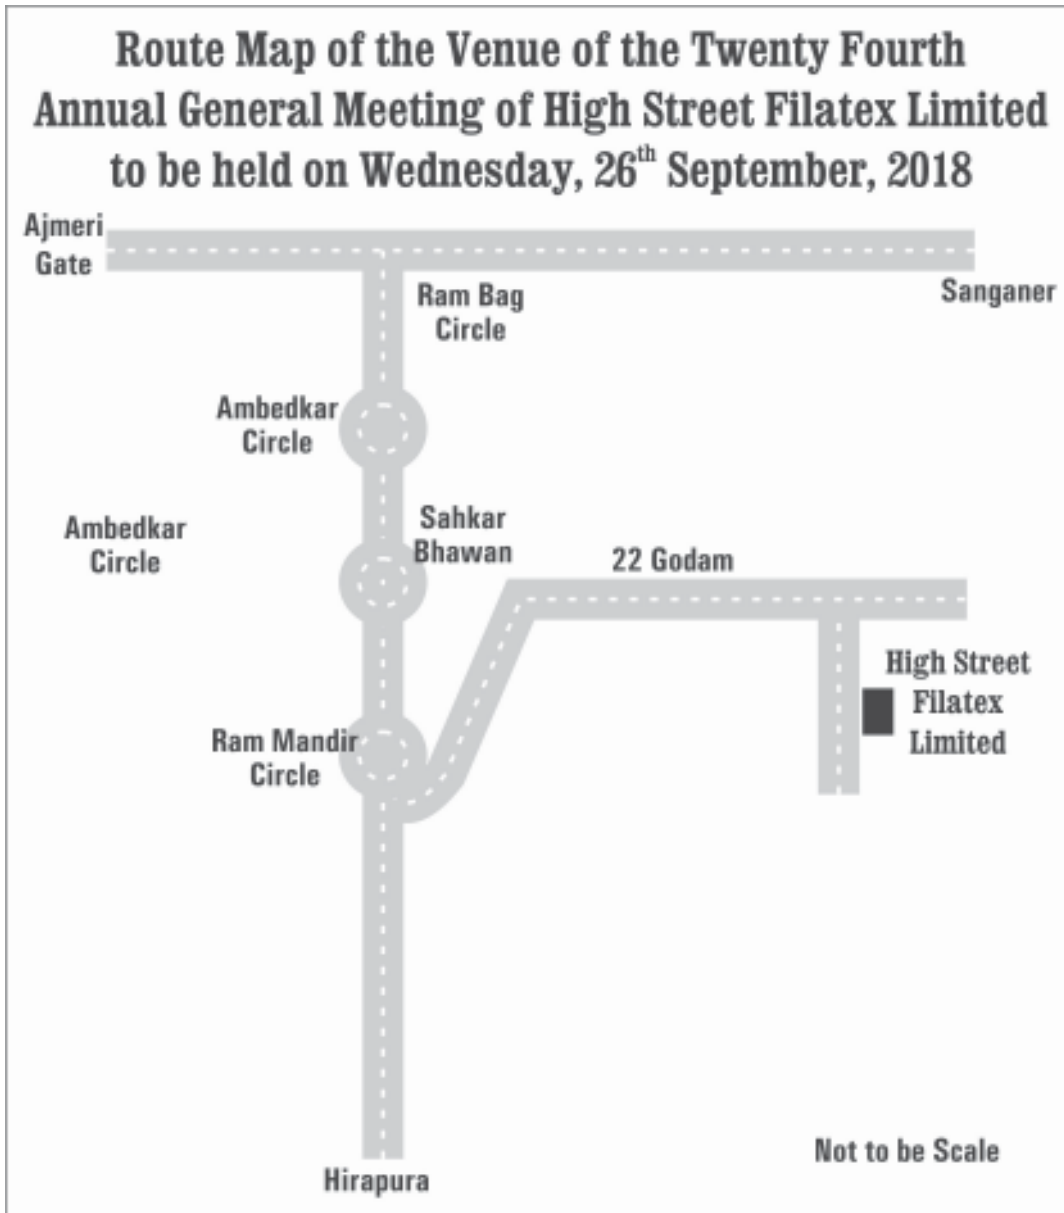 Route Map of the Venue of the Twenty Fourth
Annual General Meeting of High Street Filatex Limited
to be held on Wednesday, 26th September, 2018
Ajmeri
Gate
Ram Bag
Circle
Sanganer
Ambedkar
Circle
Ambedkar
Circle
Sahkar
Bhawan
22 Godam
High Street
Filatex
Limited
Ram Mandir
Circle
Not to be Scale
Hirapura